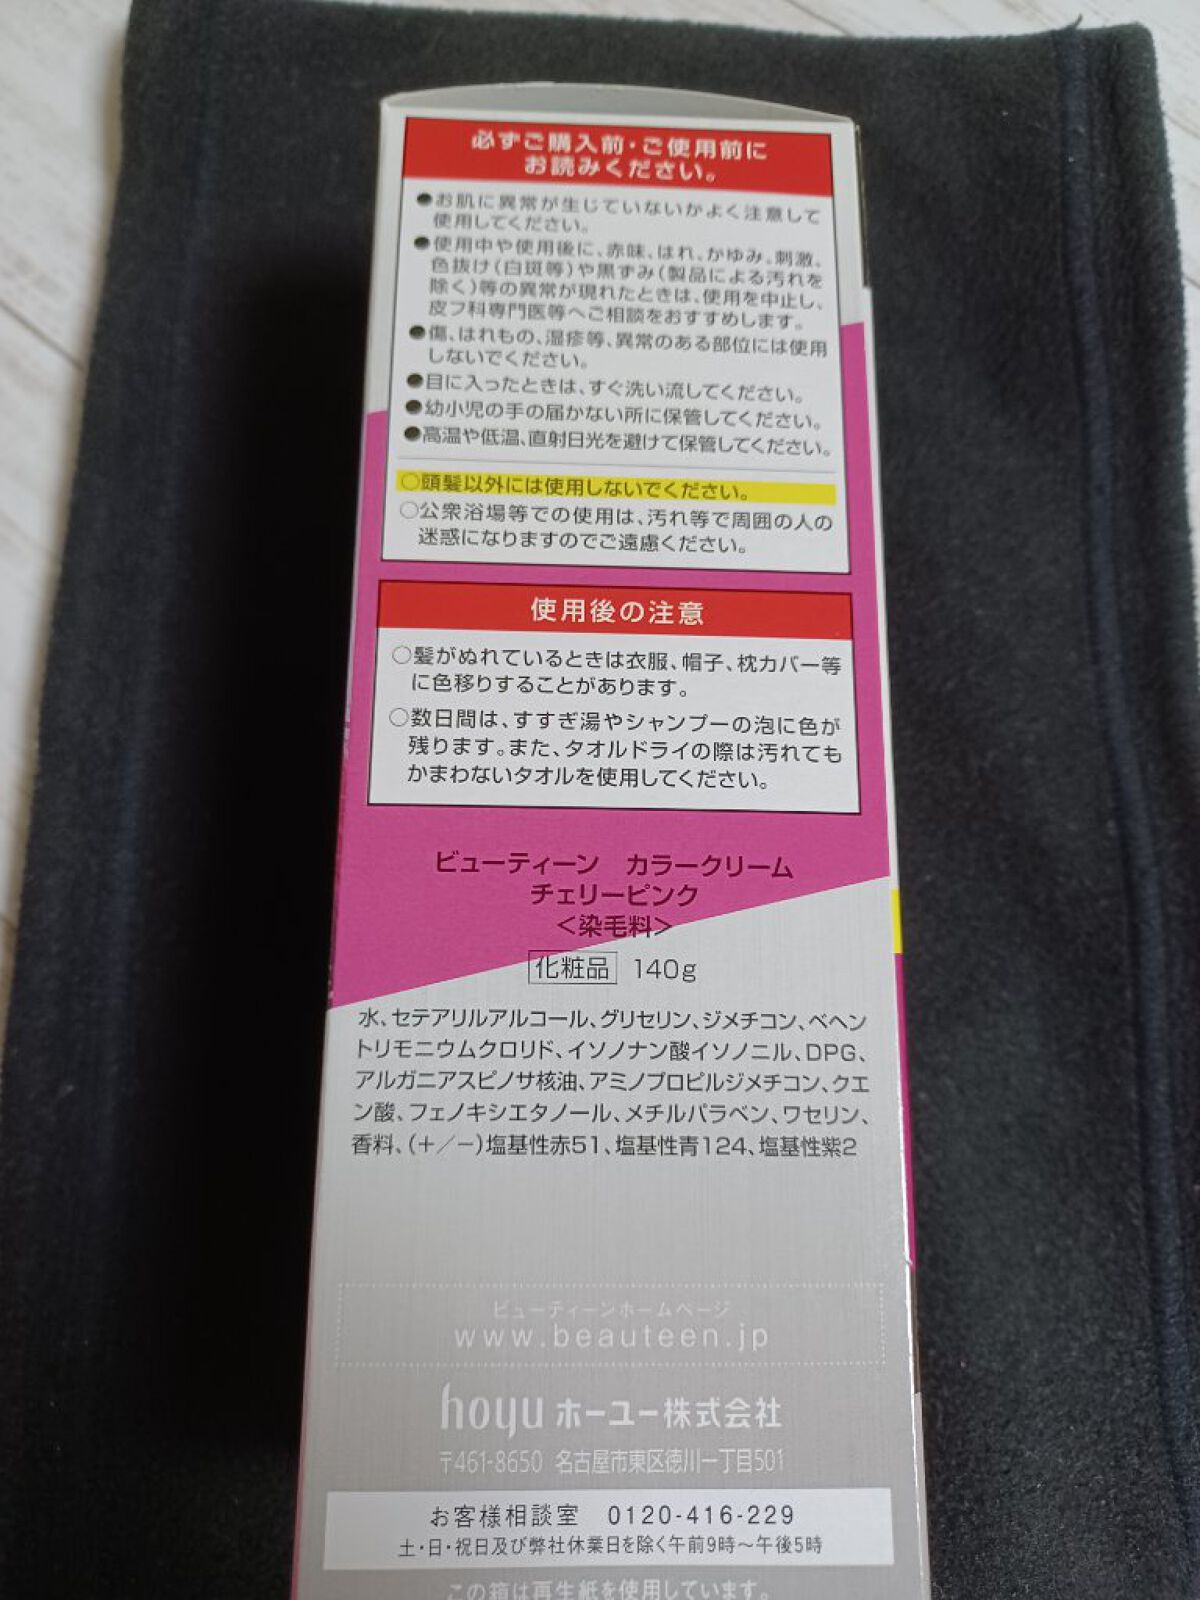 必ずご購入前・ご使用前に
お読みください。
●お肌に異常が生じていないかよく注意して
使用してください。
●使用中や使用後に、赤味、はれ、かゆみ、刺激、
色抜け(白斑等)や黒ずみ(製品による汚れを
除く)等の異常が現れたときは、使用を中止し、
皮フ科専門医等へご相談をおすすめします。
●傷、はれもの、湿疹等、異常のある部位には使用
しないでください。
●目に入ったときは、すぐ洗い流してください。
●幼小児の手の届かない所に保管してください。
●高温や低温、直射日光を避けて保管してください。
○頭髪以外には使用しないでください。
○公衆浴場等での使用は、汚れ等で周囲の人の
迷惑になりますのでご遠慮ください。
使用後の注意
○髪がぬれているときは衣服、帽子、枕カバー等
に色移りすることがあります。
○数日間は、すすぎ湯やシャンプーの泡に色が
残ります。また、タオルドライの際は汚れても
かまわないタオルを使用してください。
ビューティーン カラークリーム
チェリーピンク
<染毛料>
化粧品 140g
水、セテアリルアルコール、グリセリン、ジメチコン、ベヘン
トリモニウムクロリド、イソノナン酸イソノニル、DPG、
アルガニアスピノサ核油、アミノプロピルジメチコン、クエ
ン酸、フェノキシエタノール、メチルパラベン、ワセリン、
香料、(+/−)塩基性赤51、塩基性青124、塩基性紫2
ビューティーンホームページ
www.beauteen.jp
hoyu ホーユー株式会社
〒461-8650 名古屋市東区徳川一丁目501
お客様相談室 0120-416-229
土・日・祝日及び弊社休業日を除く午前9時〜午後5時
この箱は再生紙を使用しています。